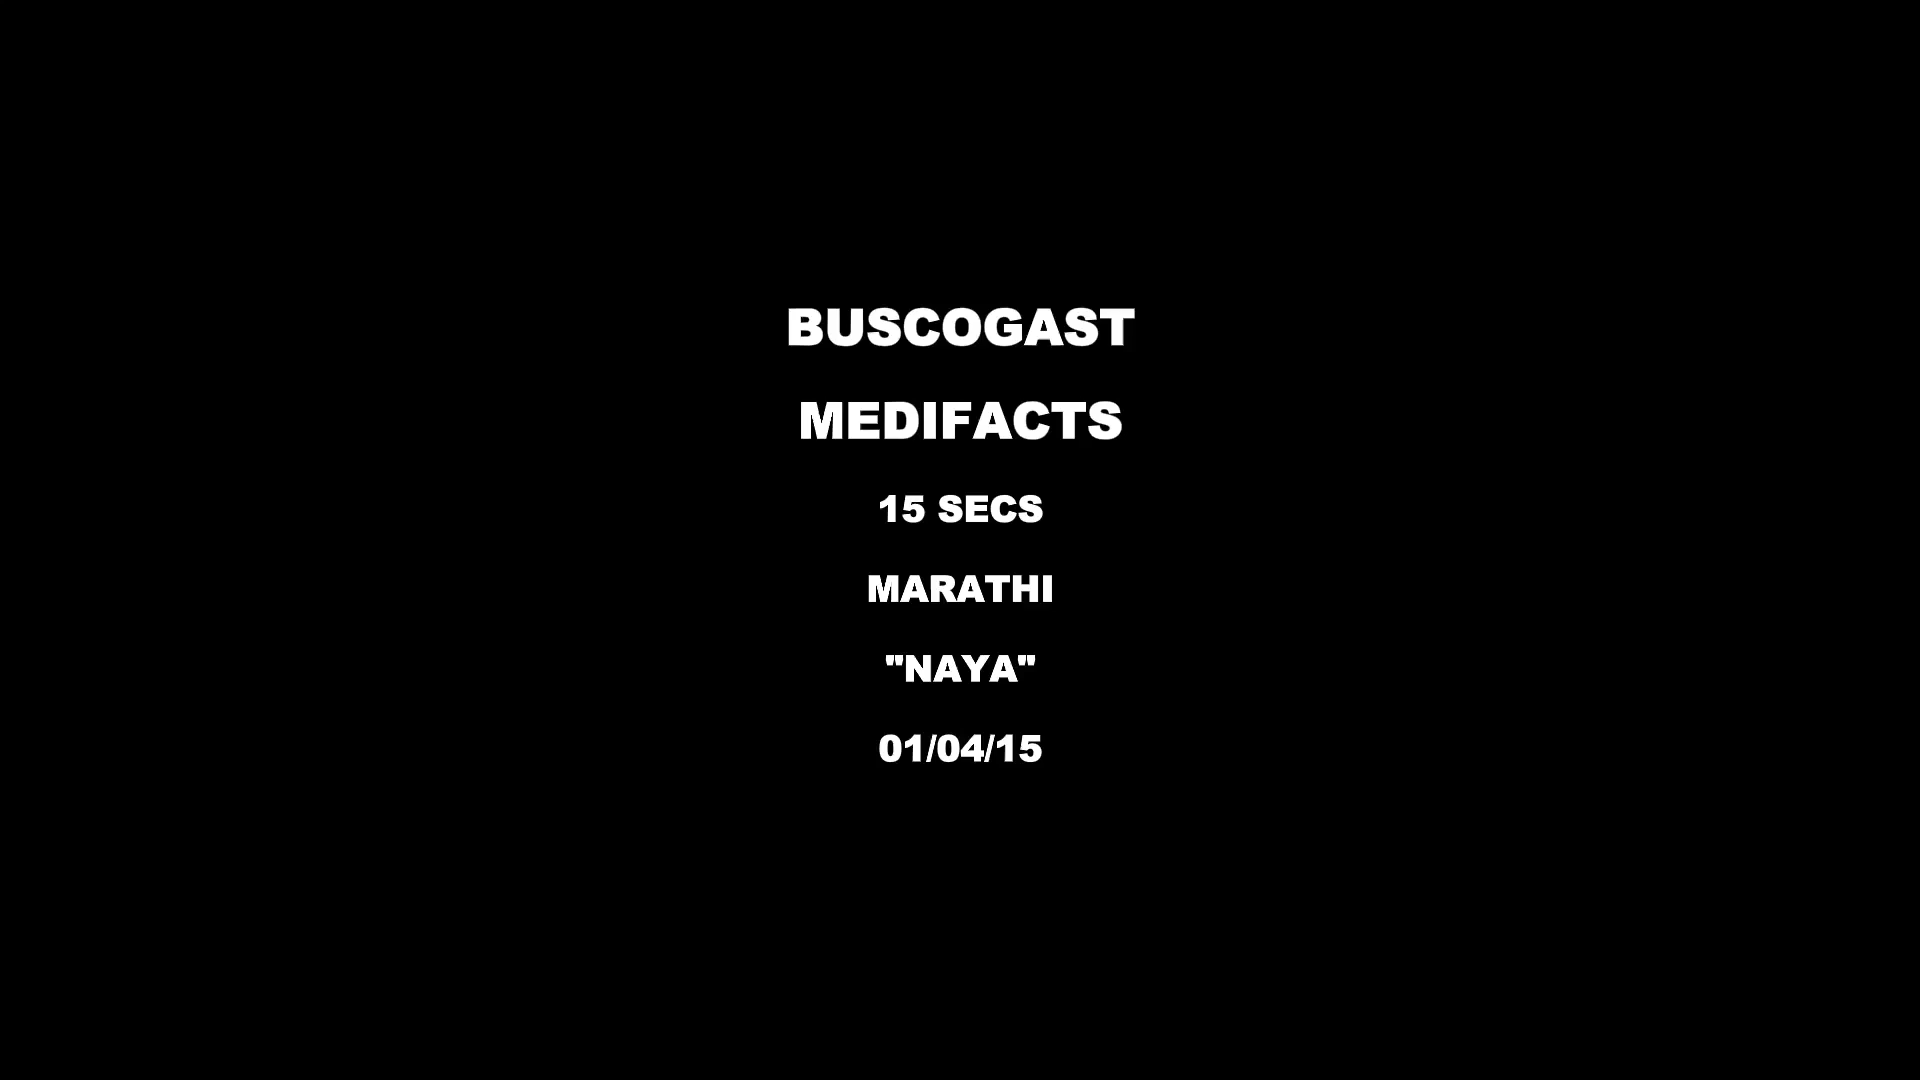 BUSCOGAST
MEDIFACTS
15 SECS
MARATHI
"NAYA"
01/04/15